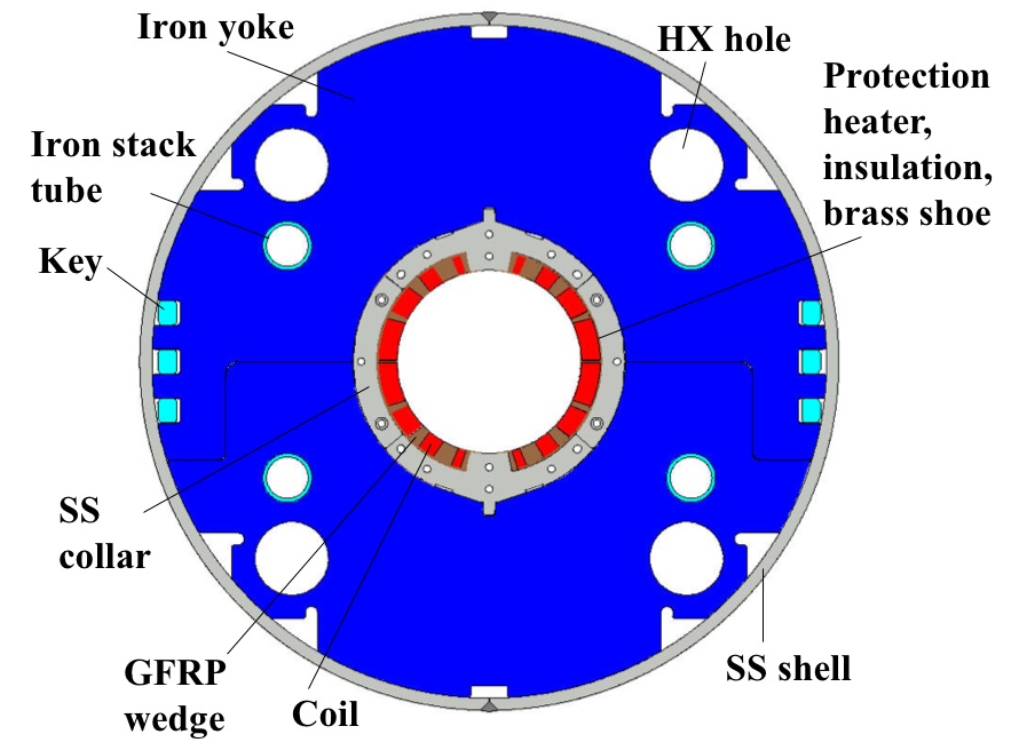 Iron yoke
HX hole
Protection
heater,
insulation,
brass shoe
Iron stack
tube
Key
SS
collar
GFRP
wedge
Coil
SS shell